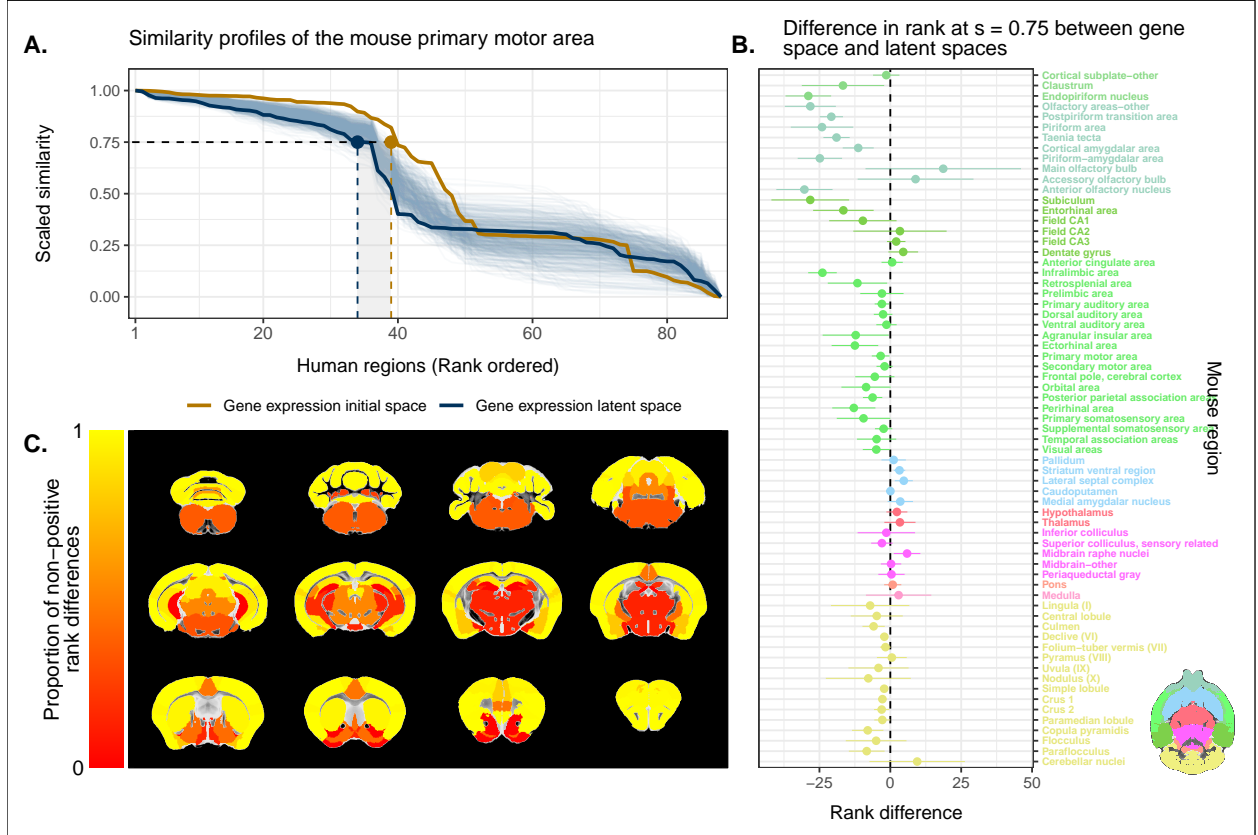 A.
Similarity profiles of the mouse primary motor area
1.00
0.75
0.50
0.25
0.00
Scaled similarity
1
20
40
60
80
Human regions (Rank ordered)
Gene expression initial space
Gene expression latent space
B.
Difference in rank at s = 0.75 between gene
space and latent spaces
Cortical subplate−other
Claustrum
Endopiriform nucleus
Olfactory areas−other
Postpiriform transition area
Piriform area
Taenia tecta
Cortical amygdalar area
Piriform−amygdalar area
Main olfactory bulb
Accessory olfactory bulb
Anterior olfactory nucleus
Subiculum
Entorhinal area
Field CA1
Field CA2
Field CA3
Dentate gyrus
Anterior cingulate area
Infralimbic area
Retrosplenial area
Prelimbic area
Primary auditory area
Dorsal auditory area
Ventral auditory area
Agranular insular area
Ectorhinal area
Primary motor area
Secondary motor area
Frontal pole, cerebral cortex
Orbital area
Posterior parietal association areas
Perirhinal area
Primary somatosensory area
Supplemental somatosensory area
Temporal association areas
Visual areas
Pallidum
Striatum ventral region
Lateral septal complex
Caudoputamen
Medial amygdalar nucleus
Hypothalamus
Thalamus
Inferior colliculus
Superior colliculus, sensory related
Midbrain raphe nuclei
Midbrain−other
Periaqueductal gray
Pons
Medulla
Lingula (I)
Central lobule
Culmen
Declive (VI)
Folium−tuber vermis (VII)
Pyramus (VIII)
Uvula (IX)
Nodulus (X)
Simple lobule
Crus 1
Crus 2
Paramedian lobule
Copula pyramidis
Flocculus
Paraflocculus
Cerebellar nuclei
Mouse region
−25
0
25
50
Rank difference
C.
1
0
Proportion of non−positive
rank differences